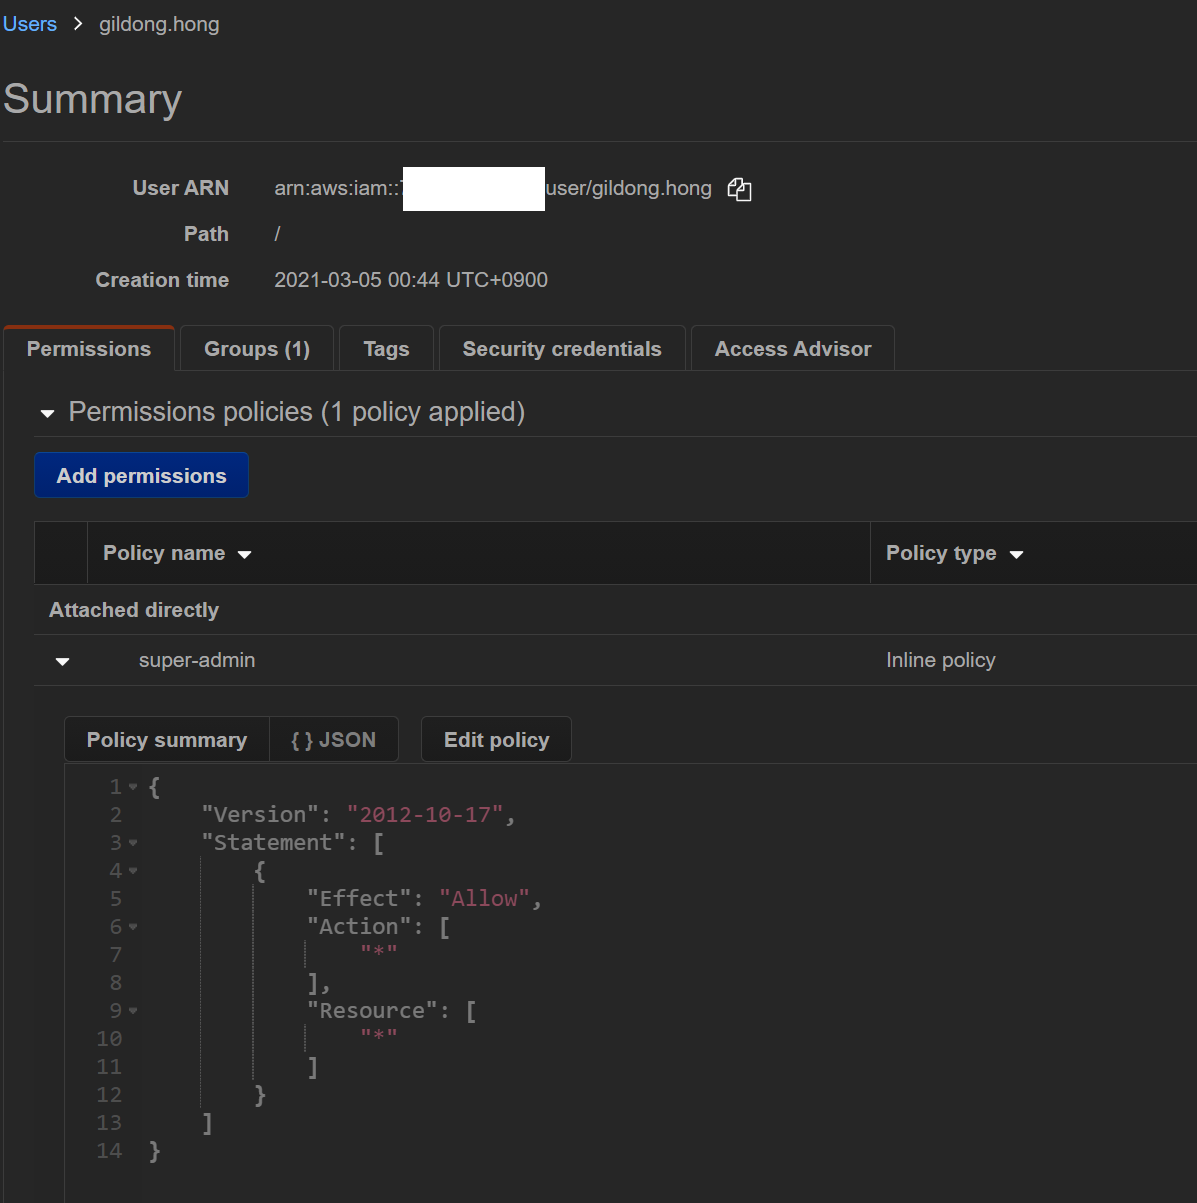 Users > gildong.hong
Summary
User ARN arn:aws:iam:: user/gildong.hong
Path /
Creation time 2021-03-05 00:44 UTC+0900
Permissions Groups (1) Tags Security credentials Access Advisor
Permissions policies (1 policy applied)
Add permissions
Policy name Policy type
Attached directly
super-admin Inline policy
Policy summary { } JSON Edit policy
1 {
2 "Version": "2012-10-17",
3 "Statement": [
4 {
5 "Effect": "Allow",
6 "Action": [
7 "*"
8 ],
9 "Resource": [
10 "*"
11 ]
12 }
13 ]
14 }